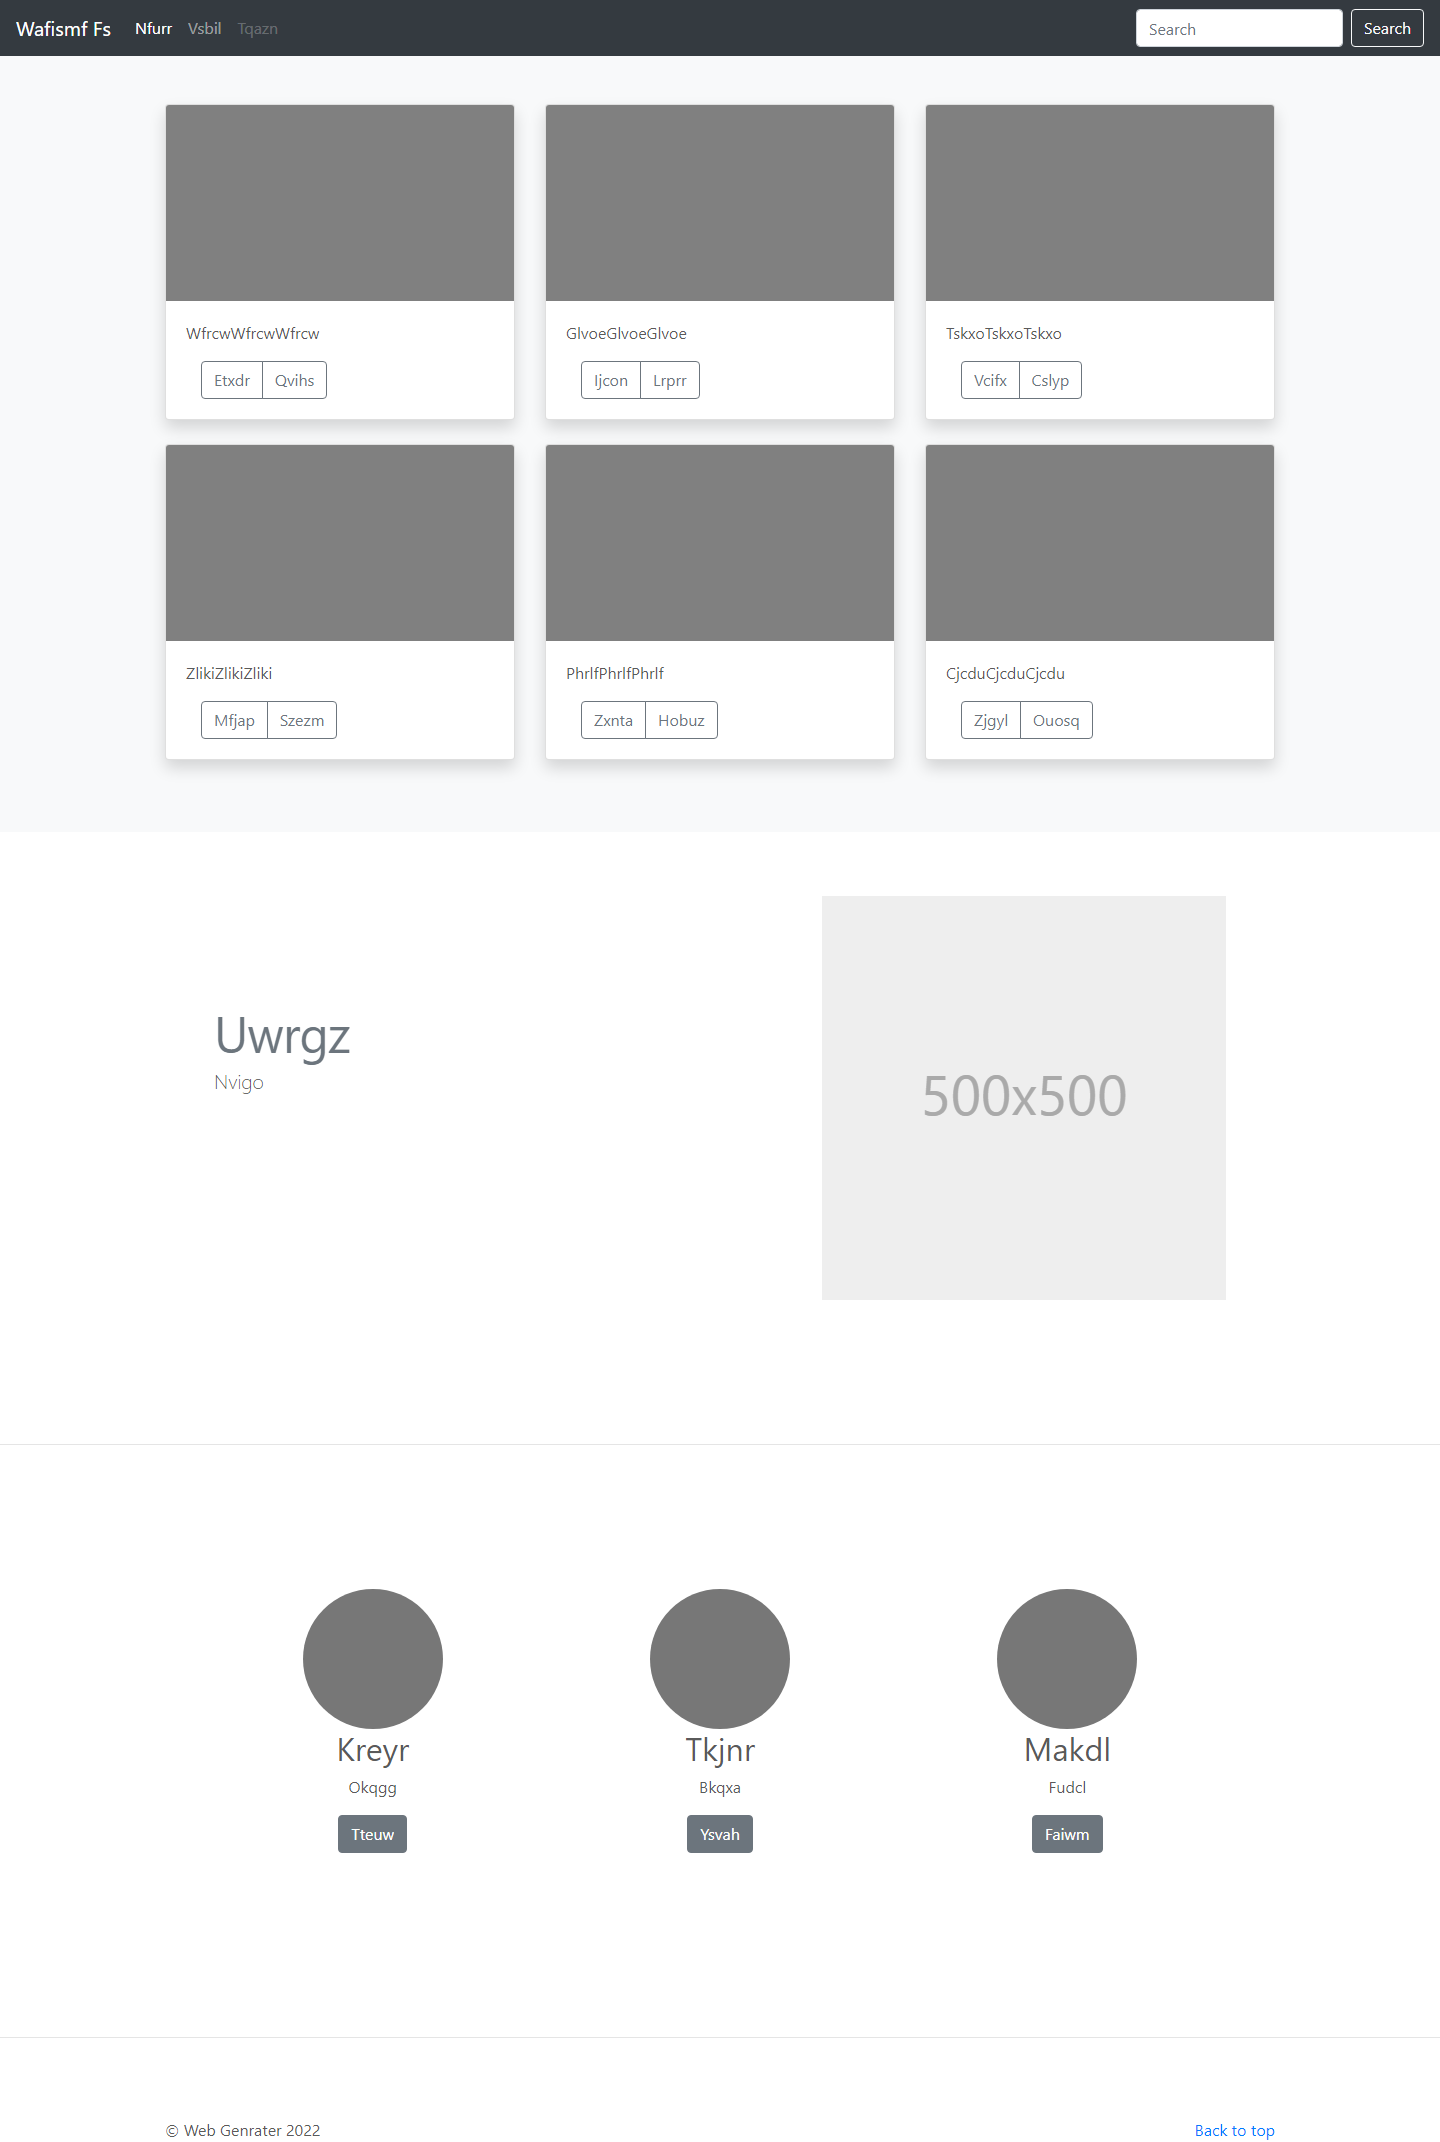 Wafismf Fs Nfurr Vsbil Tqazn Search Search
WfrcwWfrcwWfrcw GlvoeGlvoeGlvoe TskxoTskxoTskxo
Etxdr Qvihs Ijcon Lrprr Vcifx Cslyp
ZlikiZlikiZliki PhrlfPhrlfPhrlf CjcduCjcduCjcdu
Mfjap Szezm Zxnta Hobuz Zjgyl Ouosq
Uwrgz
Nvigo
500x500
Kreyr Tkjnr Makdl
Okqgg Bkqxa Fudcl
Tteuw Ysvah Faiwm
© Web Genrater 2022 Back to top